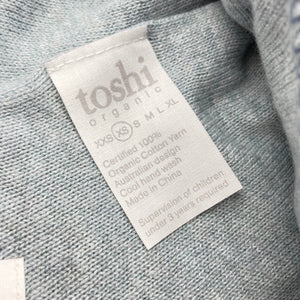 toshi
organic
XXS XS S M L XL
Certified 100%
Organic Cotton Yarn
Australian design
Cool hand wash
Made in China
Supervision of children
under 3 years required